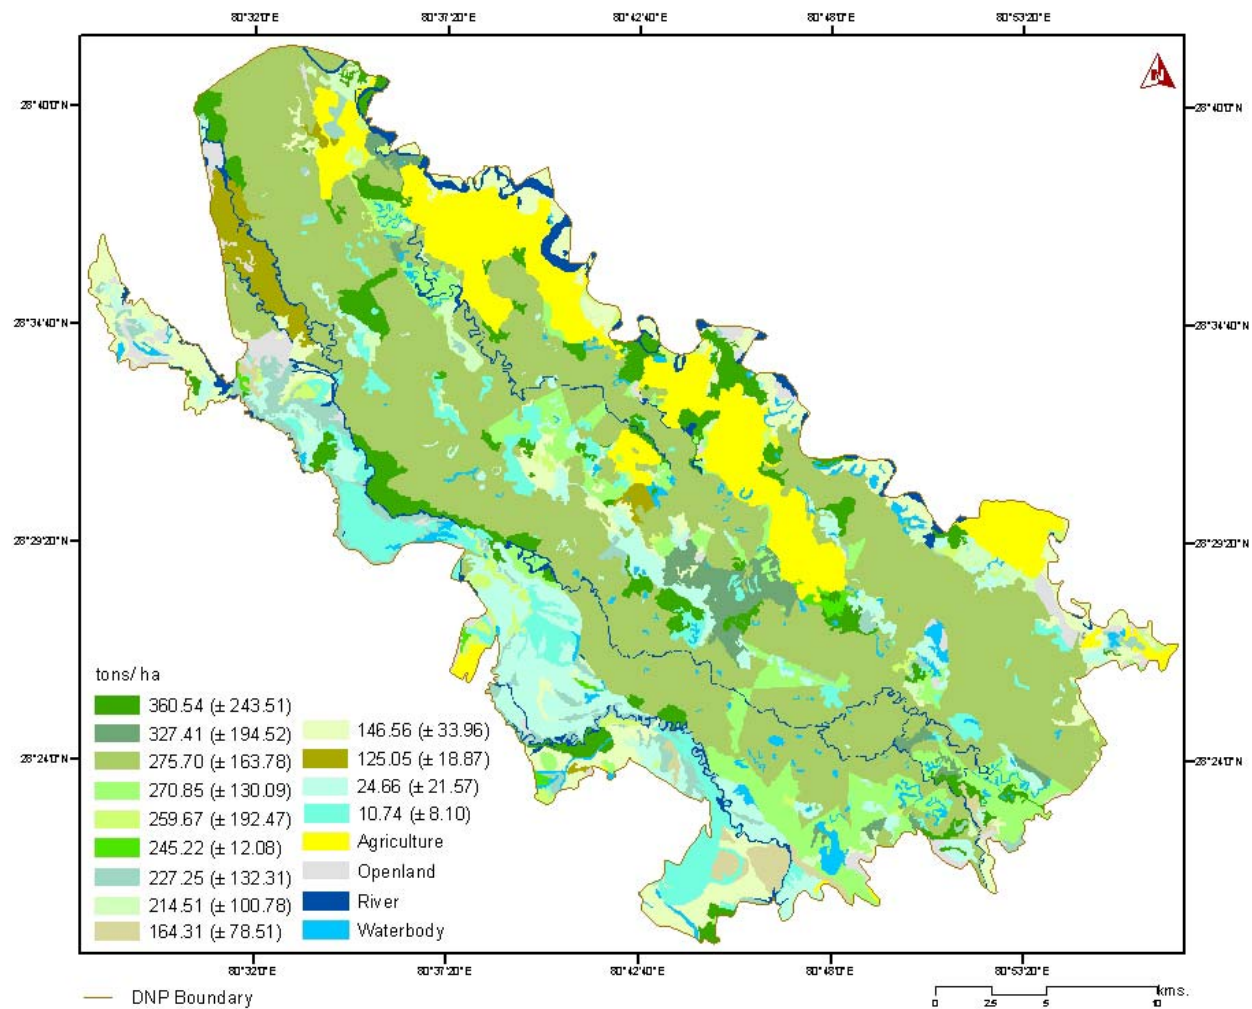 80°32'0"E 80°37'20"E 80°42'40"E 80°48'0"E 80°53'20"E
N
28°40'0"N 28°40'0"N
28°34'40"N 28°34'40"N
28°29'20"N 28°29'20"N
28°24'0"N 28°24'0"N
tons/ ha
360.54 (± 243.51)
327.41 (± 194.52)
275.70 (± 163.78)
270.85 (± 130.09)
259.67 (± 192.47)
245.22 (± 12.08)
227.25 (± 132.31)
214.51 (± 100.78)
164.31 (± 78.51)
146.56 (± 33.96)
125.05 (± 18.87)
24.66 (± 21.57)
10.74 (± 8.10)
Agriculture
Openland
River
Waterbody
80°32'0"E 80°37'20"E 80°42'40"E 80°48'0"E 80°53'20"E
DNP Boundary
kms.
0 2.5 5 10